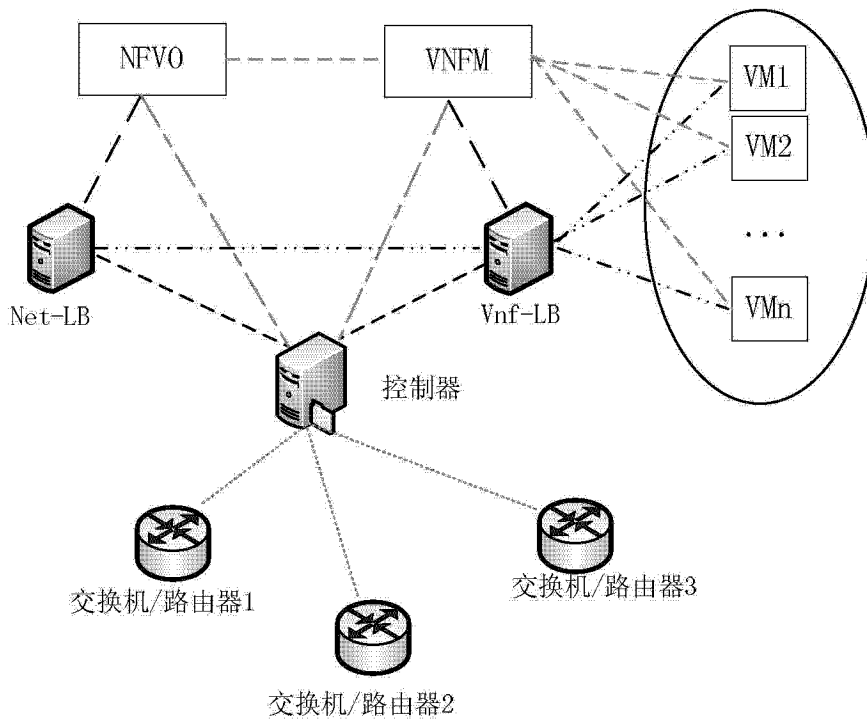 NFVO
VNFM
VM1
VM2
...
VMn
Net-LB
Vnf-LB
控制器
交换机/路由器1
交换机/路由器3
交换机/路由器2